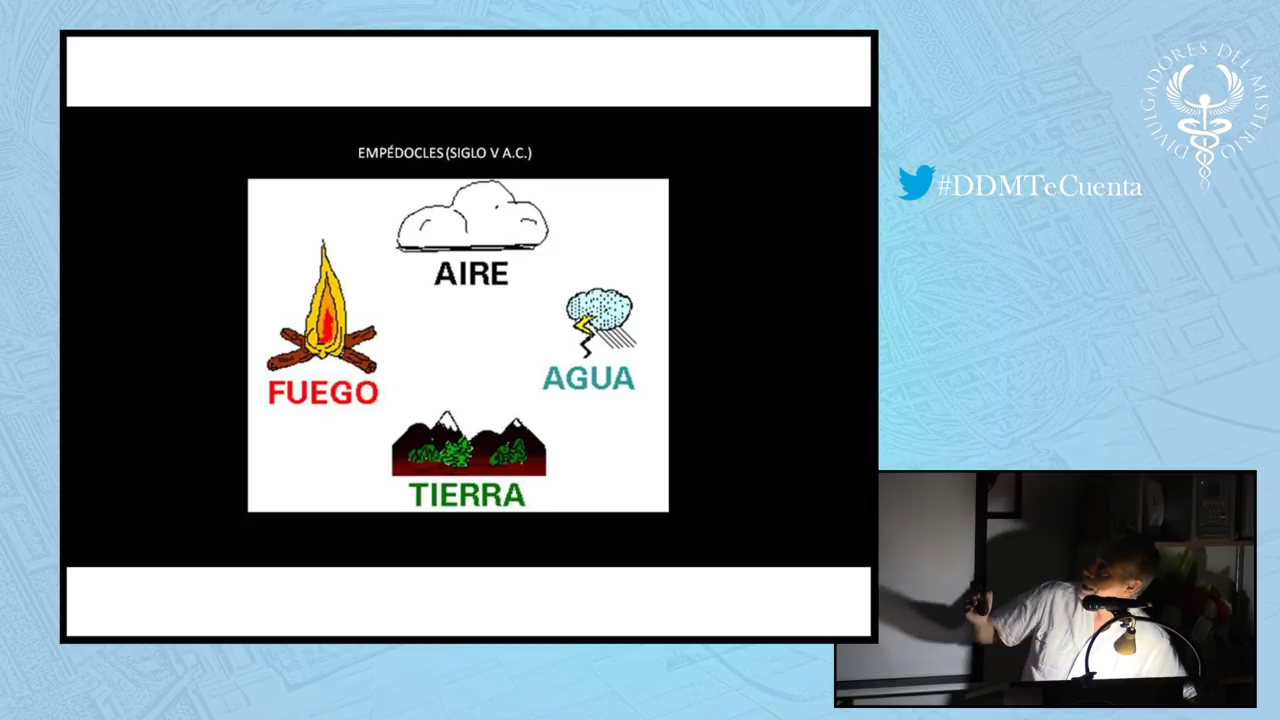 EMPÉDOCLES (SIGLO V A.C.)
AIRE
FUEGO
AGUA
TIERRA
DIVULGADORES DEL MISTERIO
#DDMTeCuenta